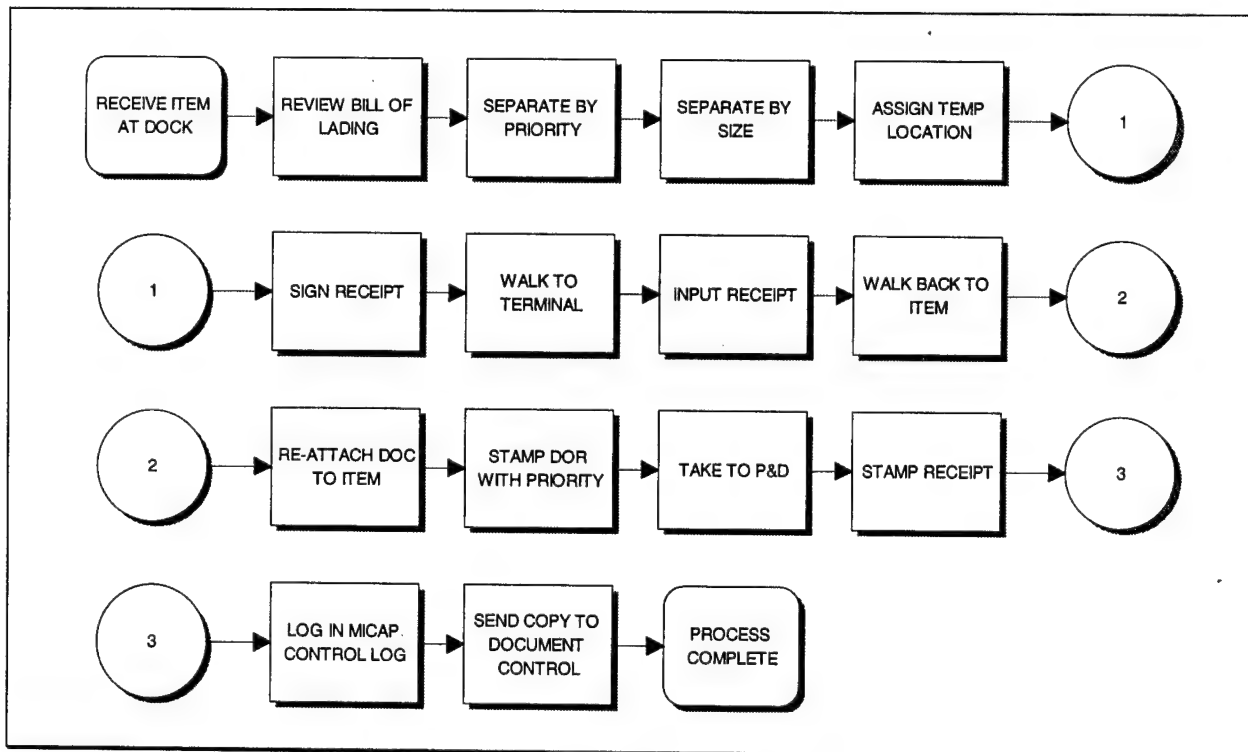 RECEIVE ITEM
AT DOCK
REVIEW BILL OF
LADING
SEPARATE BY
PRIORITY
SEPARATE BY
SIZE
ASSIGN TEMP
LOCATION
1
1
SIGN RECEIPT
WALK TO
TERMINAL
INPUT RECEIPT
WALK BACK TO
ITEM
2
2
RE-ATTACH DOC
TO ITEM
STAMP DOR
WITH PRIORITY
TAKE TO P&D
STAMP RECEIPT
3
3
LOG IN MICAP
CONTROL LOG
SEND COPY TO
DOCUMENT
CONTROL
PROCESS
COMPLETE